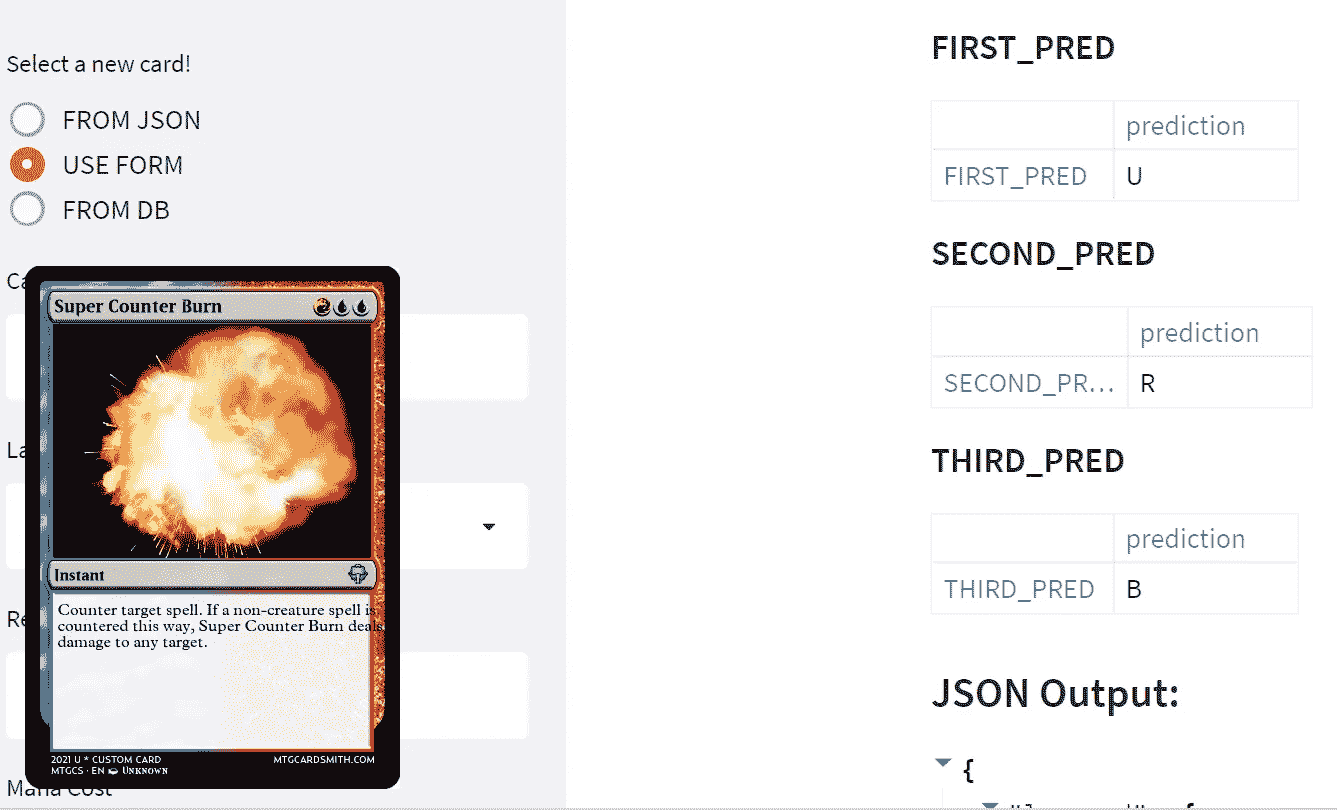 Select a new card!
FROM JSON
USE FORM
FROM DB
Ca
Super Counter Burn
La
Instant
Counter target spell. If a non-creature spell is
countered this way, Super Counter Burn deals
damage to any target.
Re
2021 U * CUSTOM CARD
MTGCARDSMITH.COM
MTGCS · EN UNKNOWN
Mana Cost
FIRST_PRED
prediction
FIRST_PRED U
SECOND_PRED
prediction
SECOND_PR... R
THIRD_PRED
prediction
THIRD_PRED B
JSON Output:
{